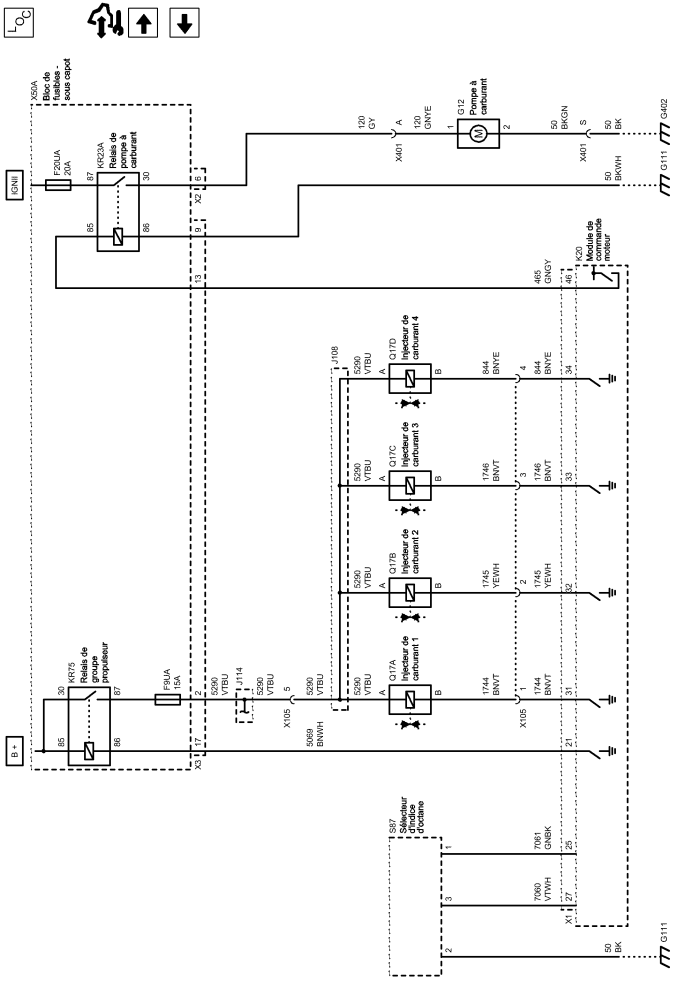 LOC
B +
IGNII
X50A
Bloc de
fusibles -
sous capot
KR75
Relais de
groupe
propulseur
85
30
86
87
F9UA
15A
F20UA
20A
KR23A
Relais de
pompe à
carburant
87
85
30
86
X3
17
2
13
9
6
X2
5290
VTBU
J114
5290
VTBU
X105
5
5290
VTBU
5069
BNWH
J108
5290
VTBU
5290
VTBU
5290
VTBU
5290
VTBU
A
A
A
A
Q17A
Injecteur de
carburant 1
Q17B
Injecteur de
carburant 2
Q17C
Injecteur de
carburant 3
Q17D
Injecteur de
carburant 4
B
B
B
B
1744
BNVT
1745
YEWH
1746
BNVT
844
BNYE
X105
1
2
3
4
1744
BNVT
1745
YEWH
1746
BNVT
844
BNYE
465
GNGY
S87
Sélecteur
d'indice
d'octane
2
3
1
7060
VTWH
7061
GNBK
X1
27
25
21
31
32
33
34
46
K20
Module de
commande
moteur
50
BK
G111
120
GY
X401
A
120
GNYE
1
G12
Pompe à
carburant
M
2
50
BKGN
X401
S
50
BK
G402
50
BKWH
G111